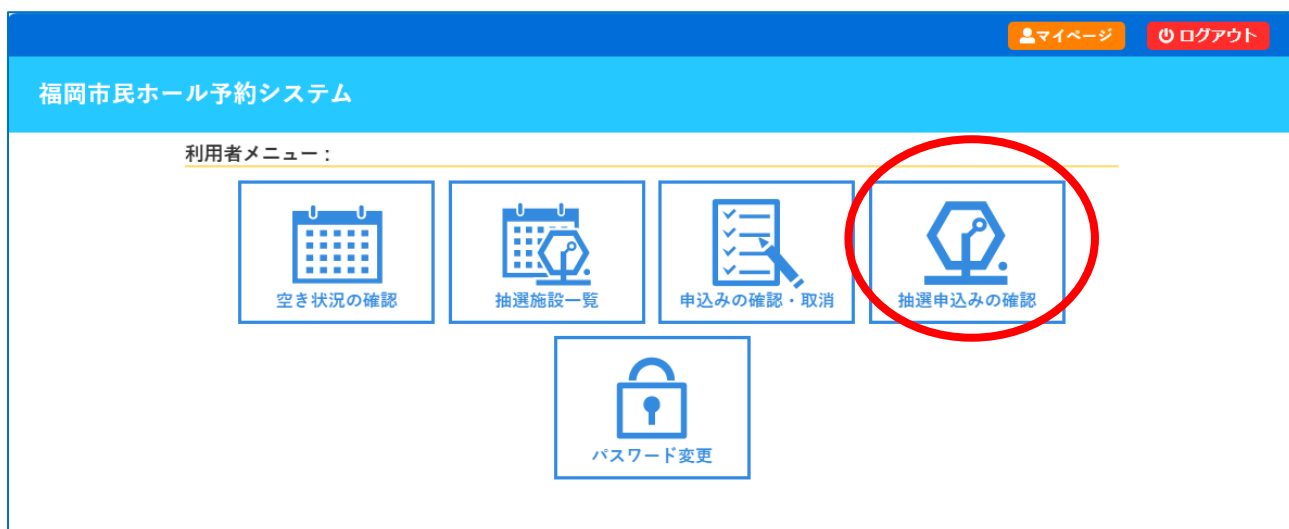 マイページ ログアウト
福岡市民ホール予約システム
利用者メニュー：
空き状況の確認 抽選施設一覧 申込みの確認・取消 抽選申込みの確認
パスワード変更